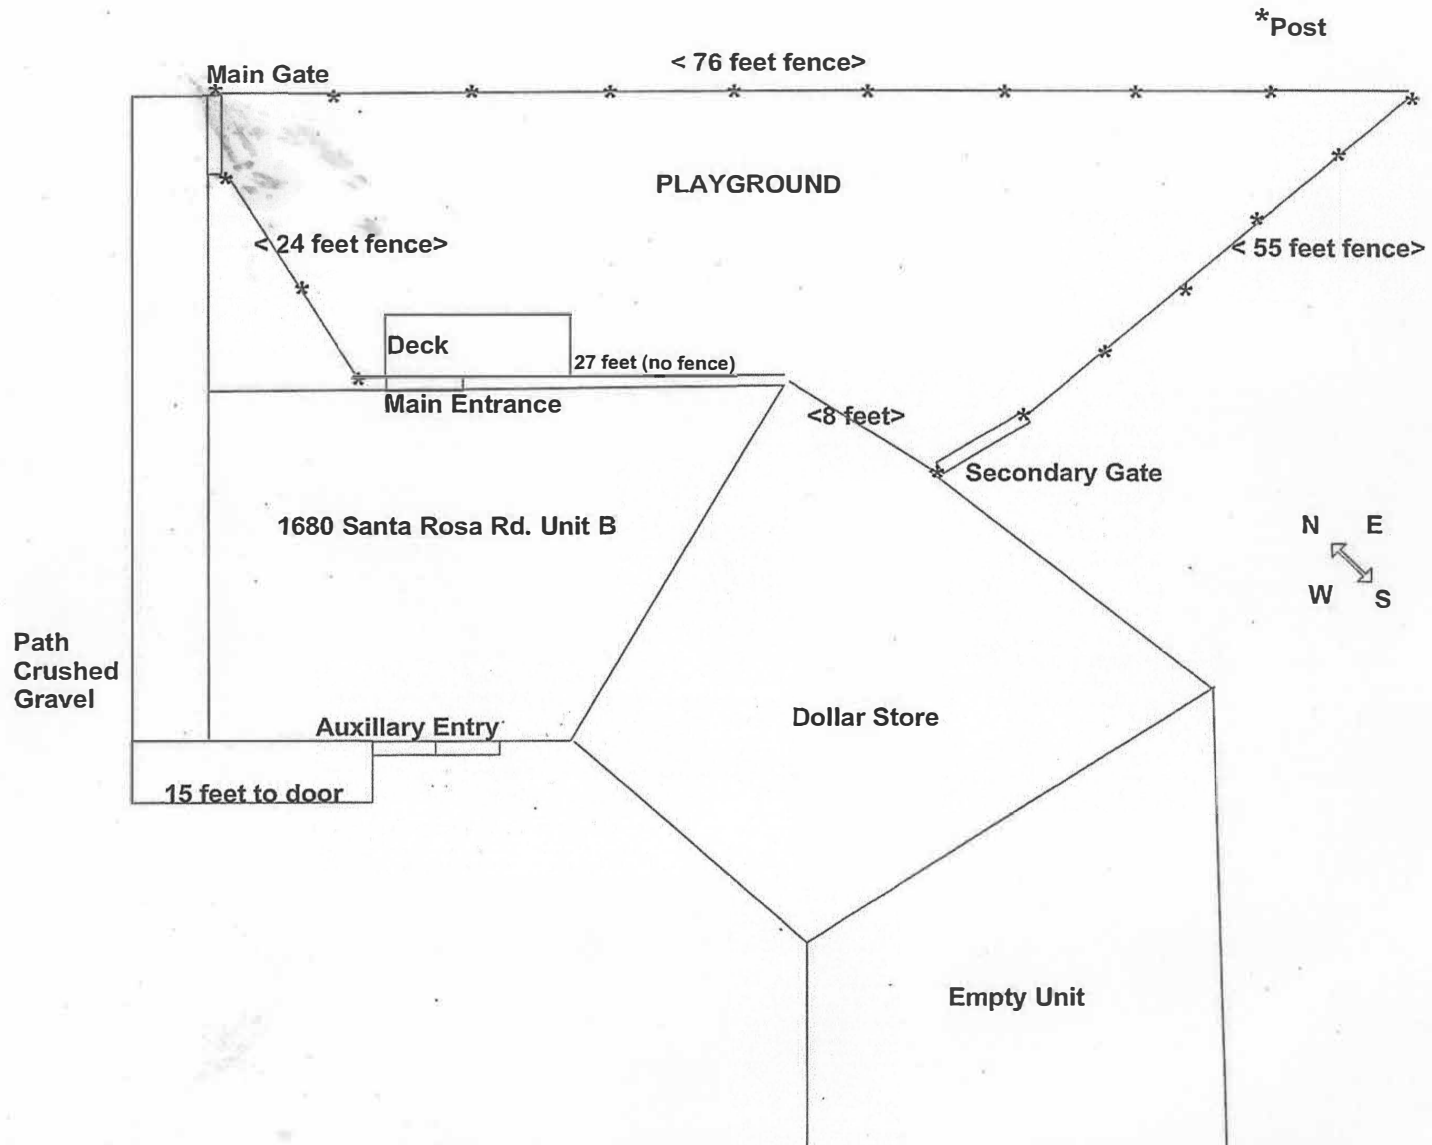 *Post
< 76 feet fence>
Main Gate
PLAYGROUND
< 24 feet fence>
< 55 feet fence>
Deck
27 feet (no fence)
Main Entrance
<8 feet>
Secondary Gate
1680 Santa Rosa Rd. Unit B
N E
W S
Path
Crushed
Gravel
Auxillary Entry
Dollar Store
15 feet to door
Empty Unit